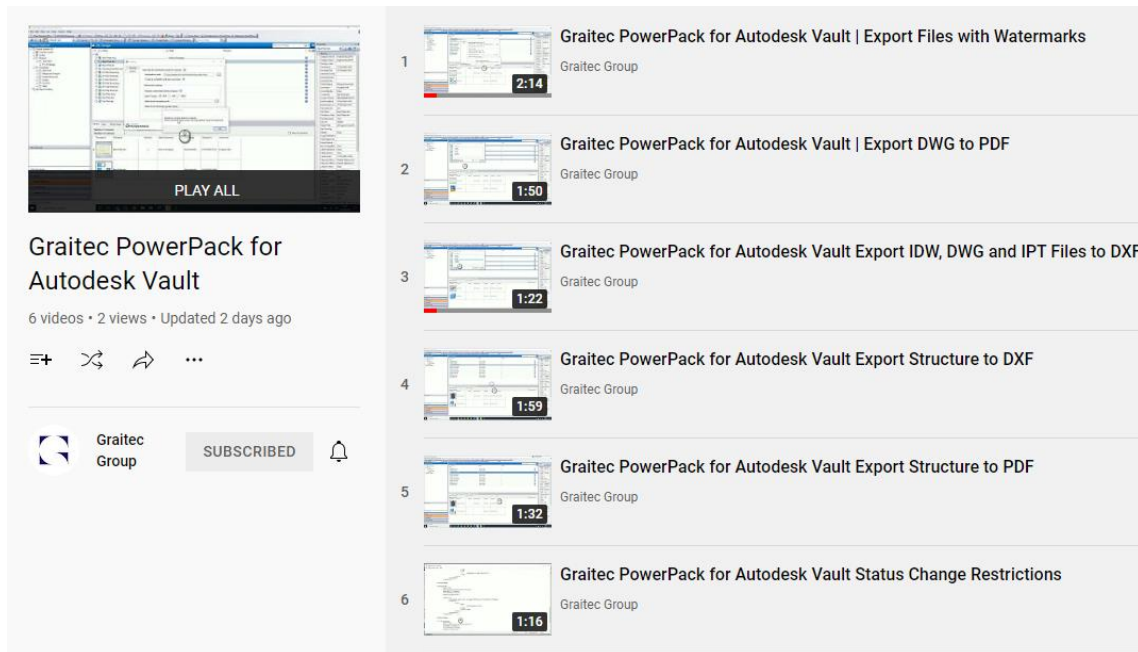 PLAY ALL
Graitec PowerPack for
Autodesk Vault
6 videos • 2 views • Updated 2 days ago
Graitec
Group
SUBSCRIBED
1
2:14
Graitec PowerPack for Autodesk Vault | Export Files with Watermarks
Graitec Group
2
1:50
Graitec PowerPack for Autodesk Vault | Export DWG to PDF
Graitec Group
3
1:22
Graitec PowerPack for Autodesk Vault Export IDW, DWG and IPT Files to DXF
Graitec Group
4
1:59
Graitec PowerPack for Autodesk Vault Export Structure to DXF
Graitec Group
5
1:32
Graitec PowerPack for Autodesk Vault Export Structure to PDF
Graitec Group
6
1:16
Graitec PowerPack for Autodesk Vault Status Change Restrictions
Graitec Group